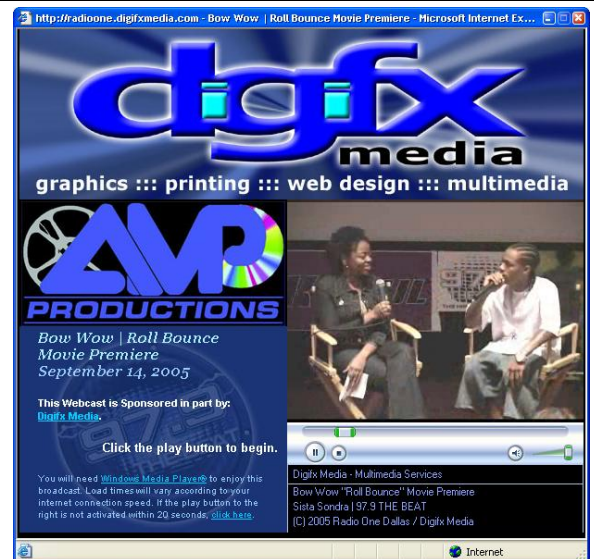 http://radioone.digifxmedia.com - Bow Wow | Roll Bounce Movie Premiere - Microsoft Internet Ex...
digifx
media
graphics ::: printing ::: web design ::: multimedia
AMP
PRODUCTIONS
Bow Wow | Roll Bounce
Movie Premiere
September 14, 2005
This Webcast is Sponsored in part by:
Digifx Media.
Click the play button to begin.
You will need Windows Media Player® to enjoy this
broadcast. Load times will vary according to your
internet connection speed. If the play button to the
right is not activated within 20 seconds, click here.
97.9
Digifx Media - Multimedia Services
Bow Wow "Roll Bounce" Movie Premiere
Sista Sondra | 97.9 THE BEAT
(C) 2005 Radio One Dallas / Digifx Media
Internet